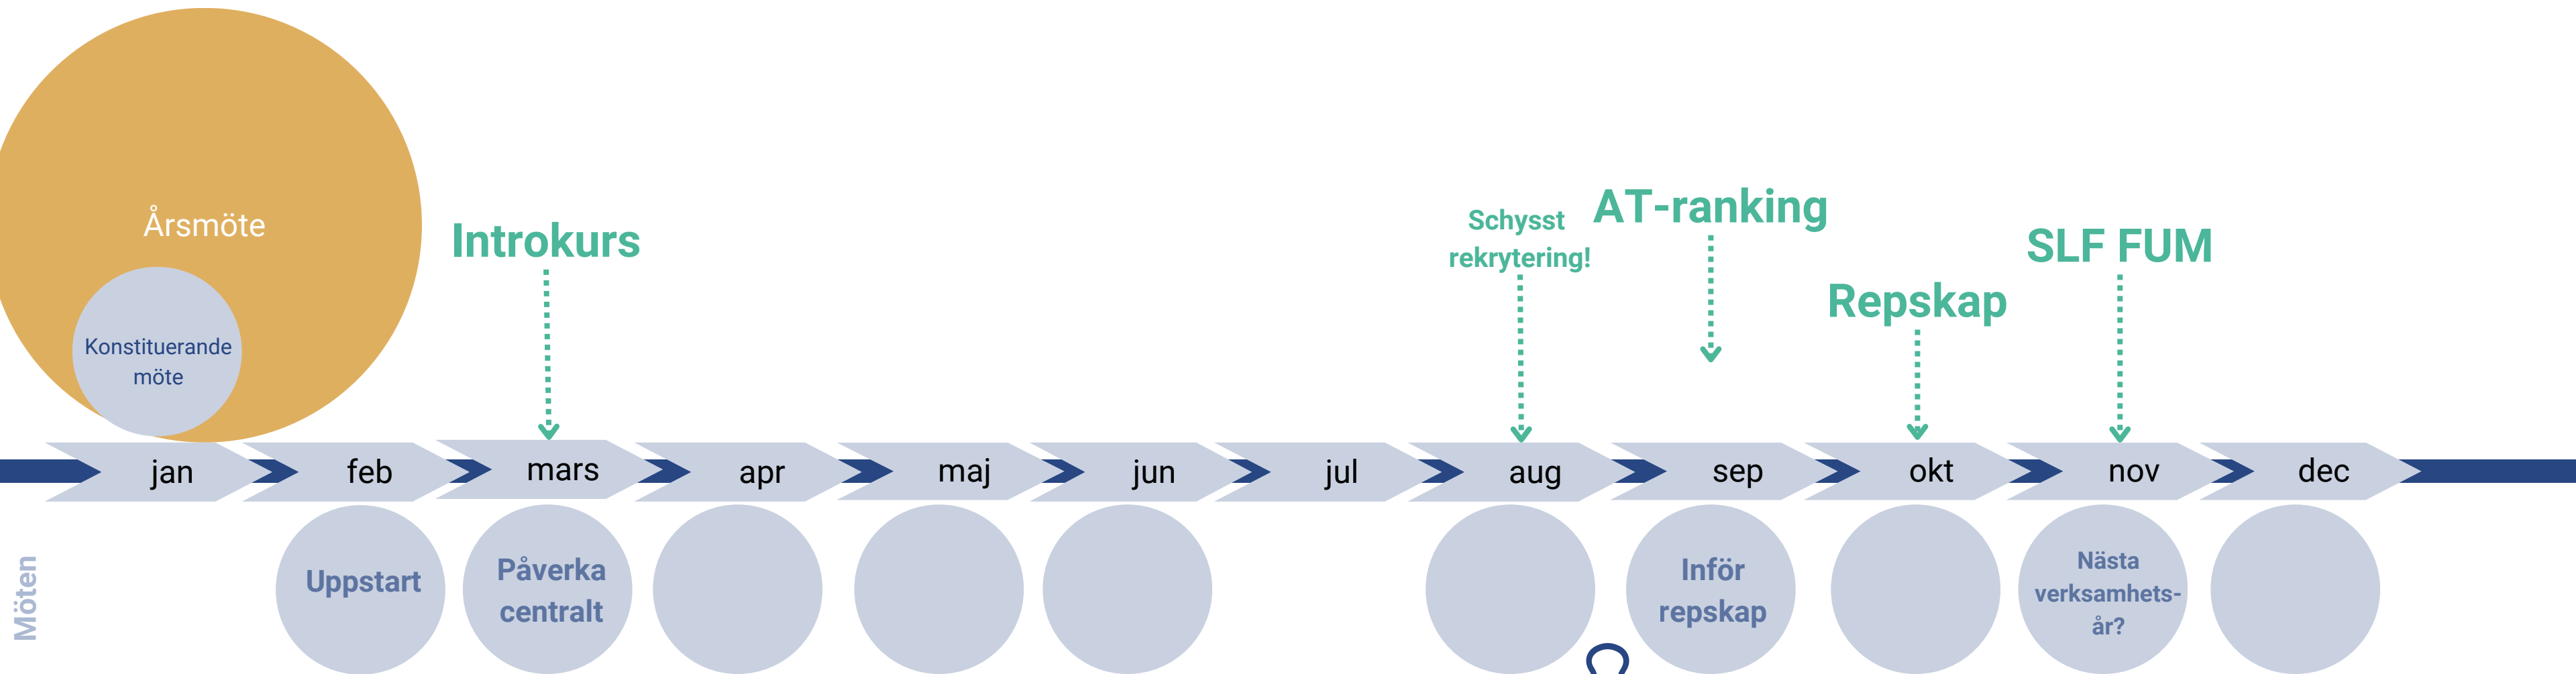 Årsmöte
Konstituerande
möte
Introkurs
Schysst
rekrytering!
AT-ranking
Repskap
SLF FUM
jan
feb
mars
apr
maj
jun
jul
aug
sep
okt
nov
dec
Möten
Uppstart
Påverka
centralt
Inför
repskap
Nästa
verksamhets-
år?